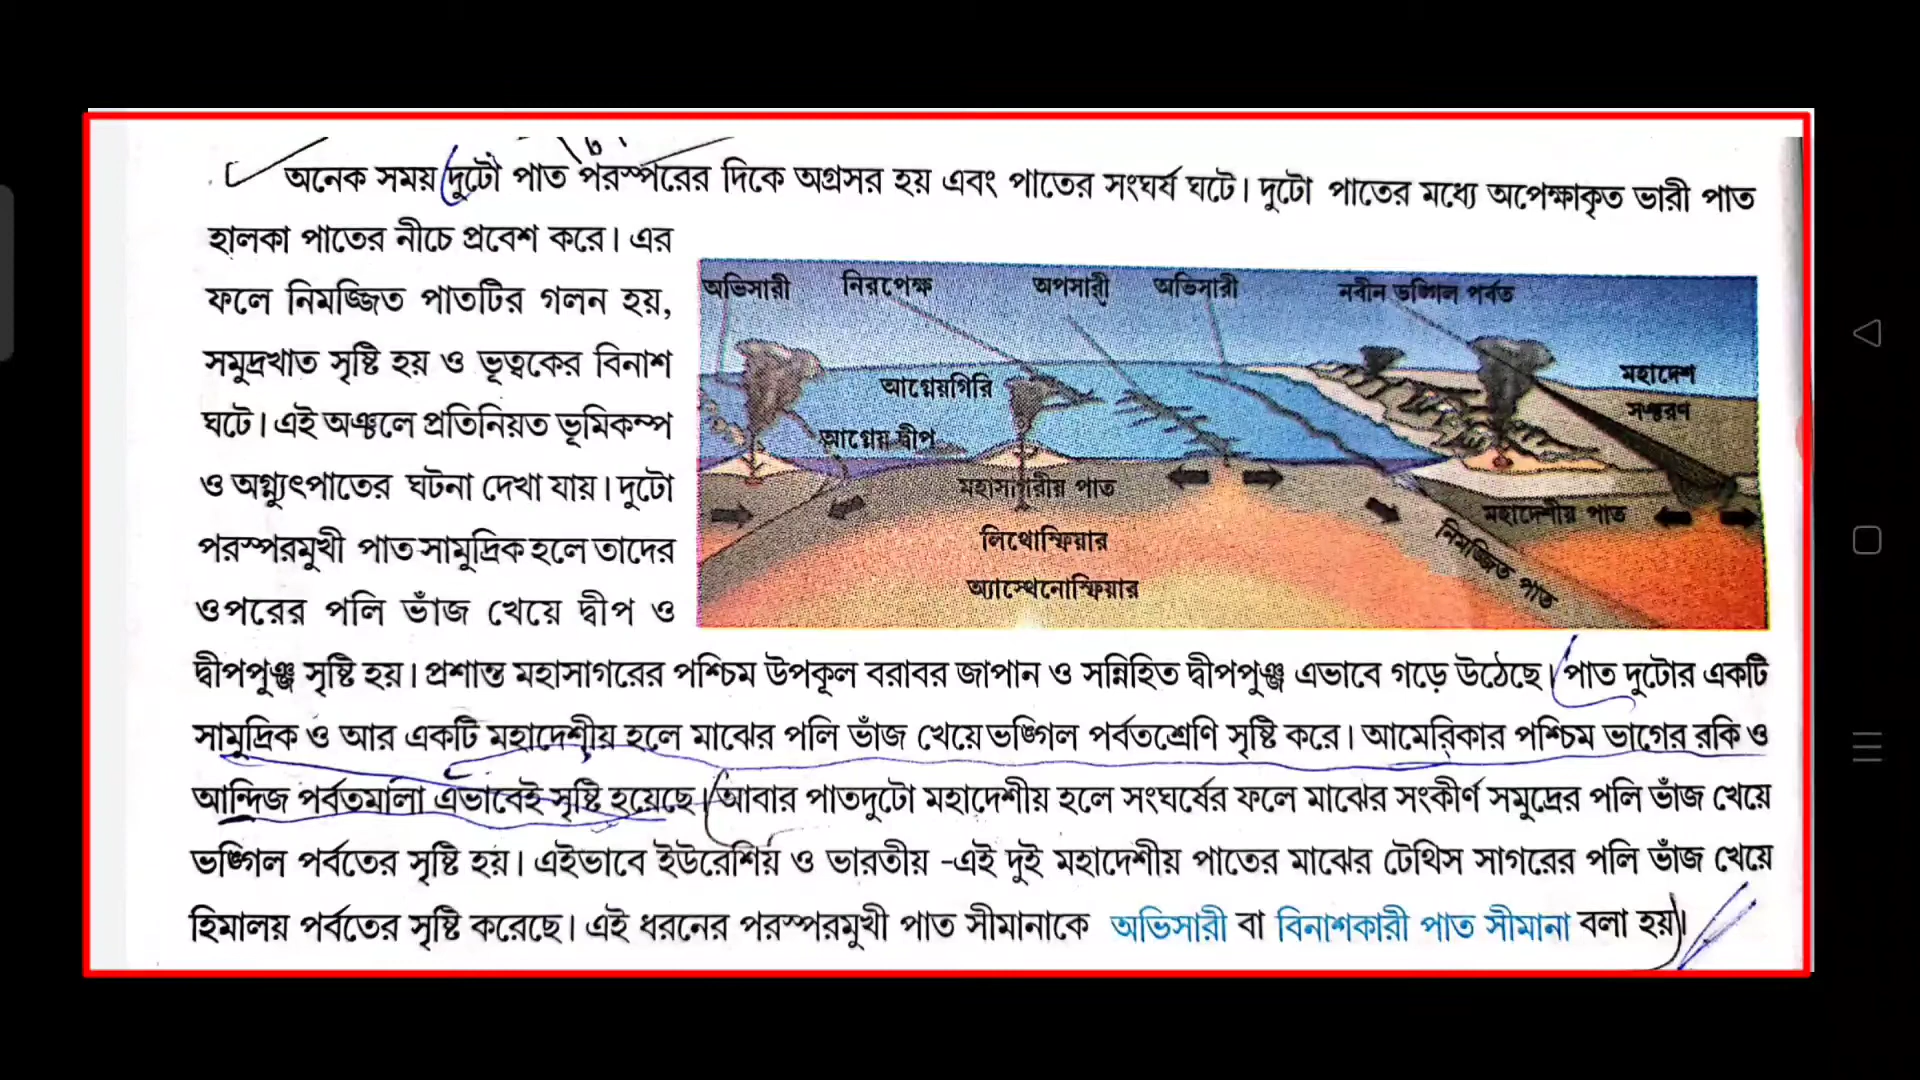 অনেক সময় দুটো পাত পরস্পরের দিকে অগ্রসর হয় এবং পাতের সংঘর্ষ ঘটে। দুটো পাতের মধ্যে অপেক্ষাকৃত ভারী পাত
হালকা পাতের নীচে প্রবেশ করে। এর
ফলে নিমজ্জিত পাতটির গলন হয়,
সমুদ্রখাত সৃষ্টি হয় ও ভূত্বকের বিনাশ
ঘটে। এই অঞ্চলে প্রতিনিয়ত ভূমিকম্প
ও অগ্ন্যুৎপাতের ঘটনা দেখা যায়। দুটো
পরস্পরমুখী পাত সামুদ্রিক হলে তাদের
ওপরের পলি ভাঁজ খেয়ে দ্বীপ ও
অভিসারী নিরপেক্ষ অপসারী অভিসারী নবীন ভঙ্গিল পর্বত
আগ্নেয়গিরি
মহাদেশ
সঞ্চরণ
আগ্নেয় দ্বীপ
মহাসাগরীয় পাত
মহাদেশীয় পাত
লিথোস্ফিয়ার
নিমজ্জিত পাত
অ্যাস্থেনোস্ফিয়ার
দ্বীপপুঞ্জ সৃষ্টি হয়। প্রশান্ত মহাসাগরের পশ্চিম উপকূল বরাবর জাপান ও সন্নিহিত দ্বীপপুঞ্জ এভাবে গড়ে উঠেছে। পাত দুটোর একটি
সামুদ্রিক ও আর একটি মহাদেশীয় হলে মাঝের পলি ভাঁজ খেয়ে ভঙ্গিল পর্বতশ্রেণি সৃষ্টি করে। আমেরিকার পশ্চিম ভাগের রকি ও
আন্দিজ পর্বতমালা এভাবেই সৃষ্টি হয়েছে। আবার পাতদুটো মহাদেশীয় হলে সংঘর্ষের ফলে মাঝের সংকীর্ণ সমুদ্রের পলি ভাঁজ খেয়ে
ভঙ্গিল পর্বতের সৃষ্টি হয়। এইভাবে ইউরেশিয় ও ভারতীয় -এই দুই মহাদেশীয় পাতের মাঝের টেথিস সাগরের পলি ভাঁজ খেয়ে
হিমালয় পর্বতের সৃষ্টি করেছে। এই ধরনের পরস্পরমুখী পাত সীমানাকে অভিসারী বা বিনাশকারী পাত সীমানা বলা হয়।